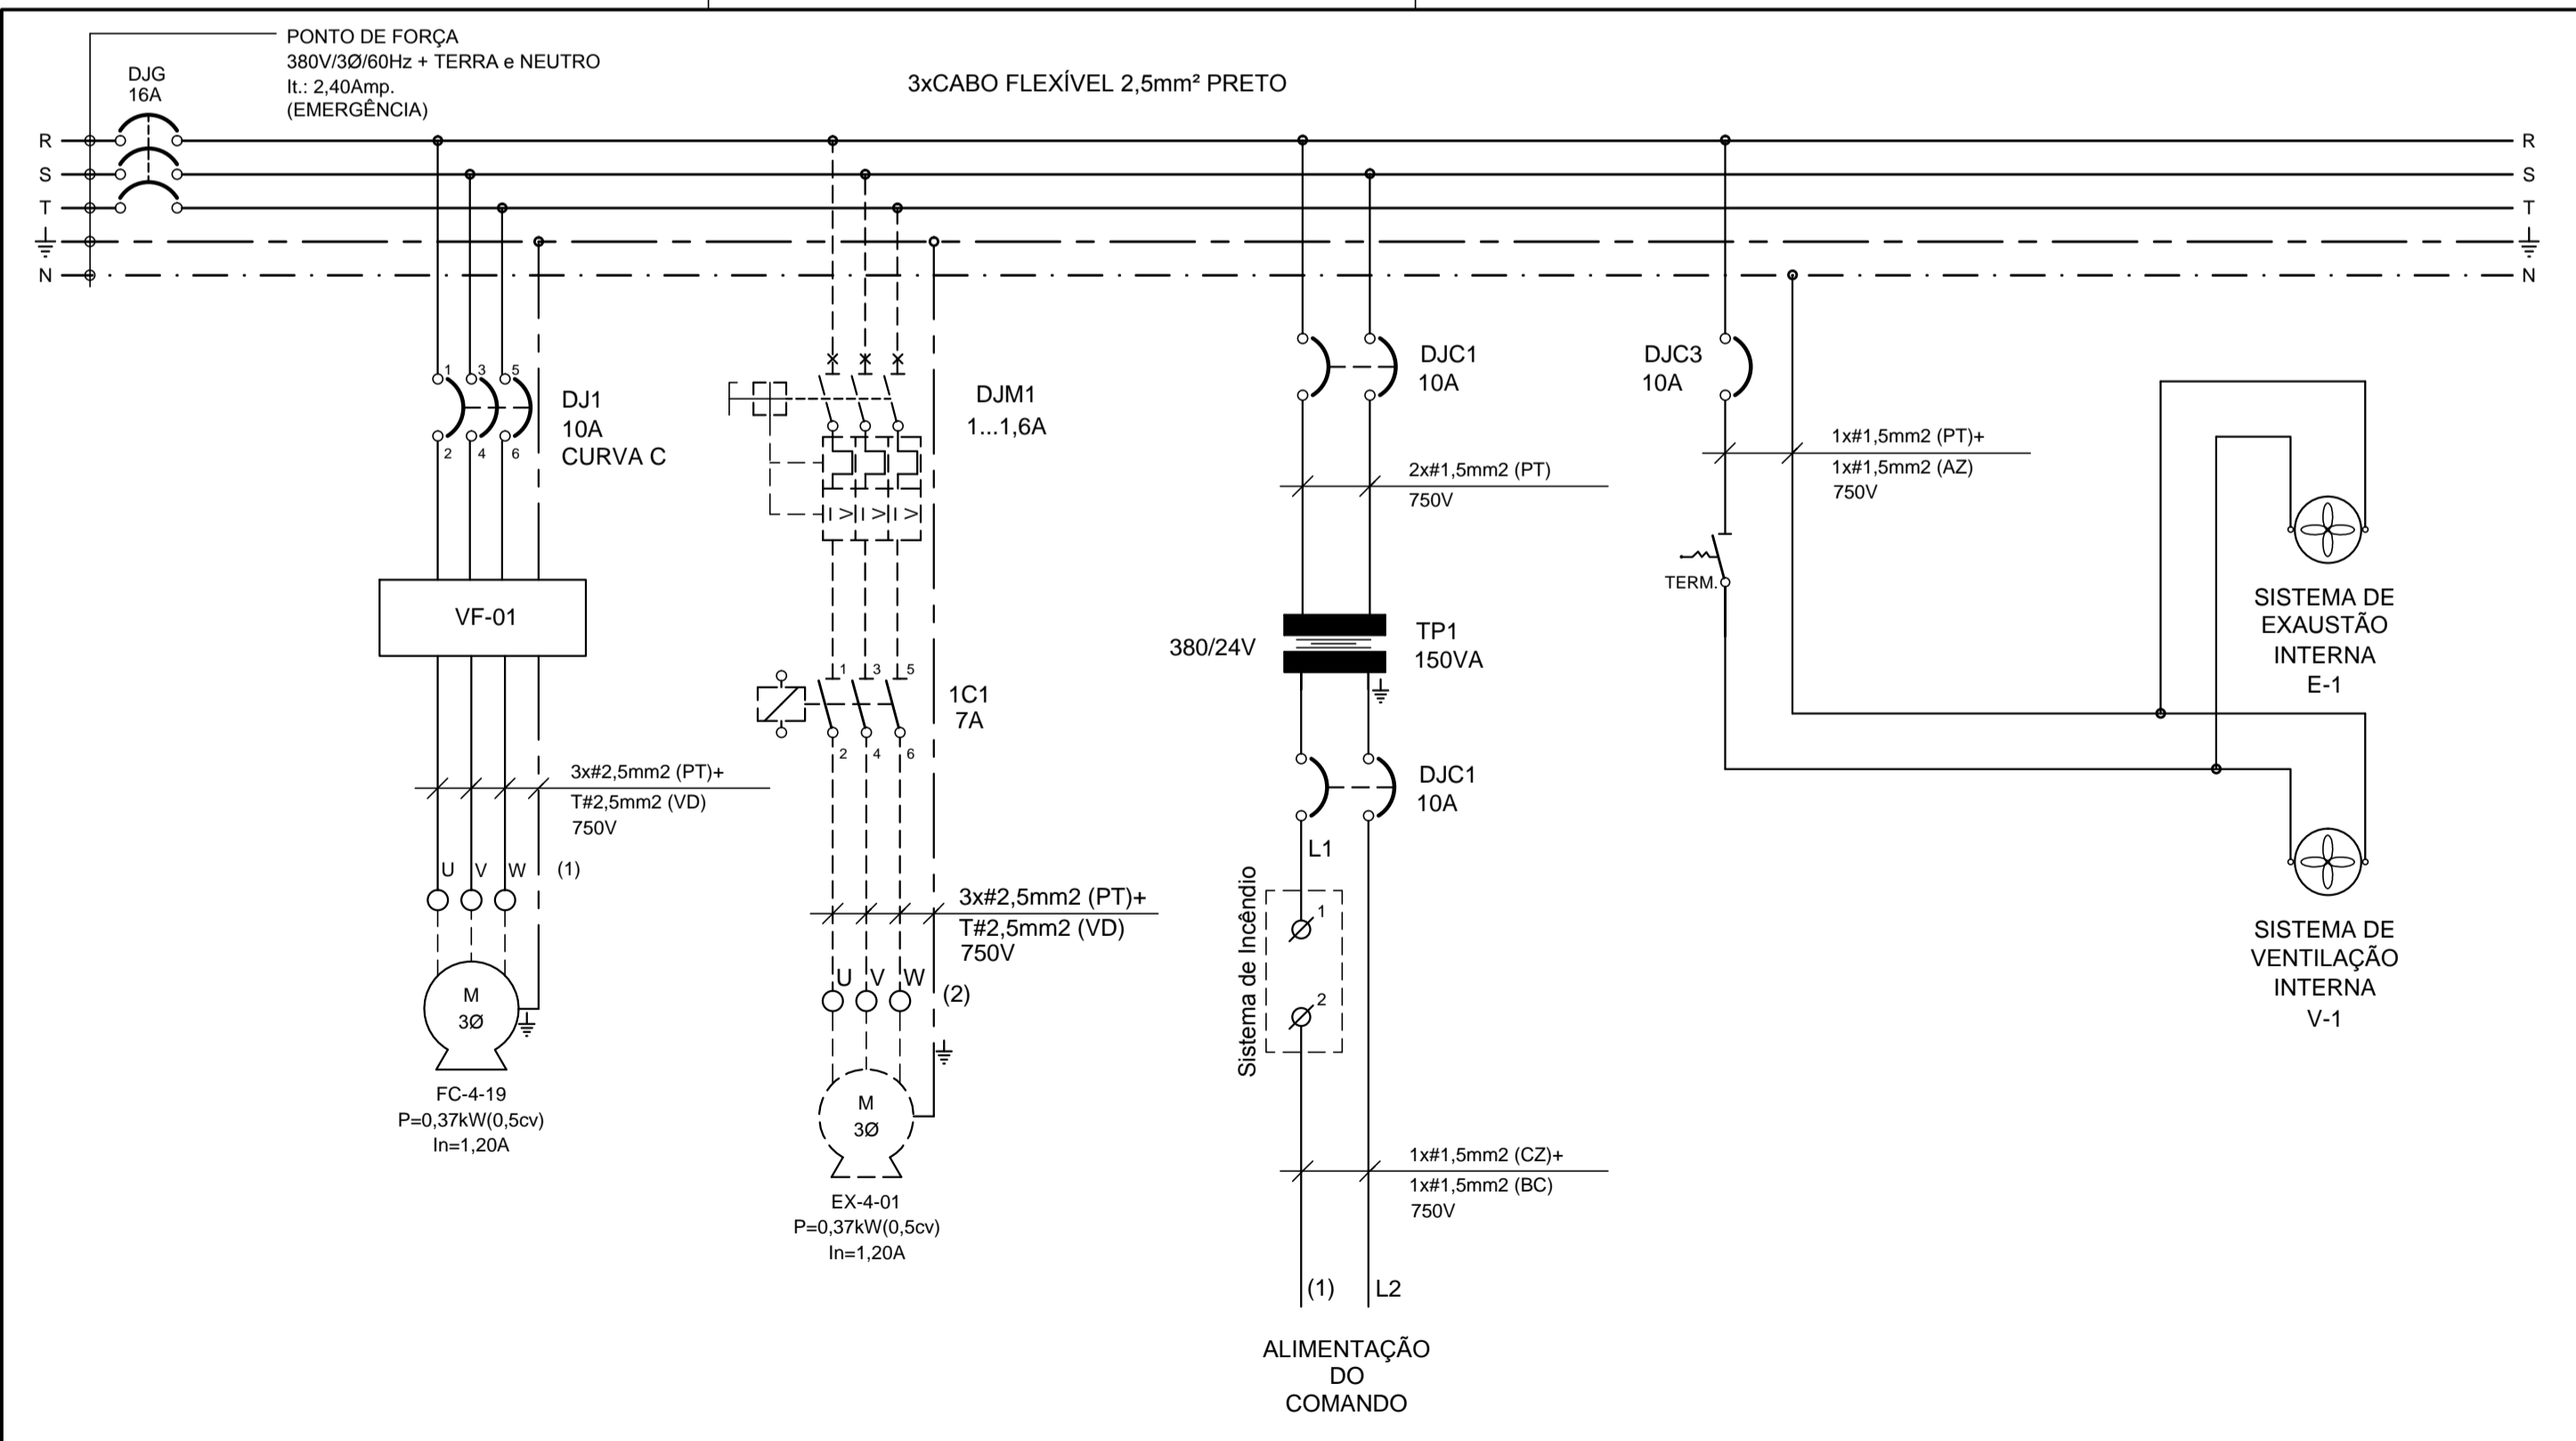 PONTO DE FORÇA
380V/3Ø/60Hz + TERRA e NEUTRO
It.: 2,40Amp.
(EMERGÊNCIA)
DJG
16A
3xCABO FLEXÍVEL 2,5mm² PRETO
R
S
T
N
R
S
T
N
1 3 5
DJ1
10A
CURVA C
2 4 6
VF-01
3x#2,5mm2 (PT)+
T#2,5mm2 (VD)
750V
U V W (1)
M
3Ø
FC-4-19
P=0,37kW(0,5cv)
In=1,20A
DJM1
1...1,6A
I > I > I >
1 3 5
1C1
7A
2 4 6
3x#2,5mm2 (PT)+
T#2,5mm2 (VD)
750V
U V W (2)
M
3Ø
EX-4-01
P=0,37kW(0,5cv)
In=1,20A
DJC1
10A
2x#1,5mm2 (PT)
750V
380/24V
TP1
150VA
DJC1
10A
L1
Sistema de Incêndio
1
2
1x#1,5mm2 (CZ)+
1x#1,5mm2 (BC)
750V
(1) L2
ALIMENTAÇÃO
DO
COMANDO
DJC3
10A
1x#1,5mm2 (PT)+
1x#1,5mm2 (AZ)
750V
TERM.
SISTEMA DE
EXAUSTÃO
INTERNA
E-1
SISTEMA DE
VENTILAÇÃO
INTERNA
V-1